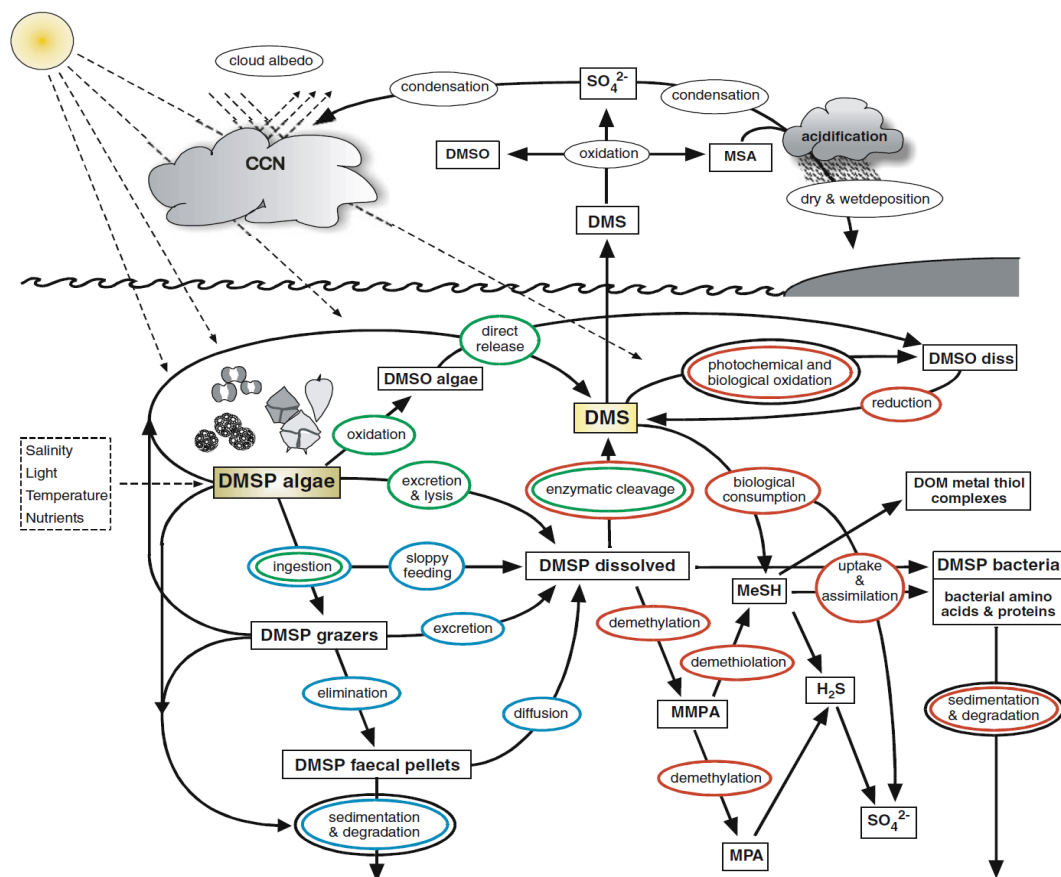 cloud albedo
condensation
SO₄²⁻
condensation
acidification
CCN
DMSO
oxidation
MSA
dry & wetdeposition
DMS
direct
release
DMSO algae
photochemical and
biological oxidation
DMSO diss
DMS
reduction
oxidation
Salinity
Light
Temperature
Nutrients
DMSP algae
excretion
& lysis
enzymatic cleavage
biological
consumption
DOM metal thiol
complexes
ingestion
sloppy
feeding
DMSP dissolved
MeSH
uptake
& assimilation
DMSP bacteria
bacterial amino
acids & proteins
DMSP grazers
excretion
demethylation
demethiolation
elimination
diffusion
MMPA
H₂S
sedimentation
& degradation
DMSP faecal pellets
demethylation
sedimentation
& degradation
MPA
SO₄²⁻